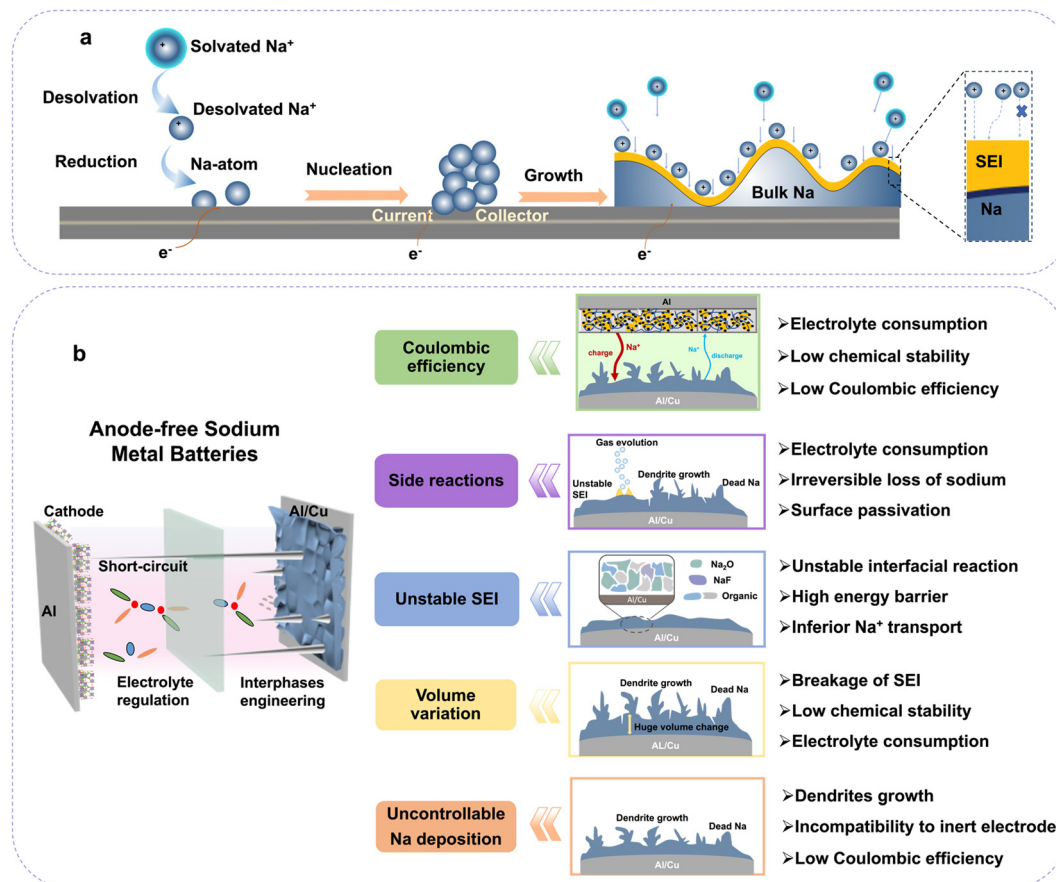 a
Solvated Na⁺
Desolvation
Desolvated Na⁺
Reduction
Na-atom
Nucleation
Growth
Current Collector
Bulk Na
e⁻
e⁻
e⁻
SEI
Na
b
Anode-free Sodium
Metal Batteries
Cathode
Al/Cu
Short-circuit
Al
Electrolyte
regulation
Interphases
engineering
Coulombic
efficiency
Al
Na⁺
charge
Na⁺
discharge
Al/Cu
➢Electrolyte consumption
➢Low chemical stability
➢Low Coulombic efficiency
Side reactions
Gas evolution
Unstable
SEI
Dendrite growth
Dead Na
Al/Cu
➢Electrolyte consumption
➢Irreversible loss of sodium
➢Surface passivation
Unstable SEI
Na₂O
NaF
Organic
Al/Cu
Al/Cu
➢Unstable interfacial reaction
➢High energy barrier
➢Inferior Na⁺ transport
Volume
variation
Dendrite growth
Dead Na
Huge volume change
AL/Cu
➢Breakage of SEI
➢Low chemical stability
➢Electrolyte consumption
Uncontrollable
Na deposition
Dendrite growth
Dead Na
Al/Cu
➢Dendrites growth
➢Incompatibility to inert electrode
➢Low Coulombic efficiency